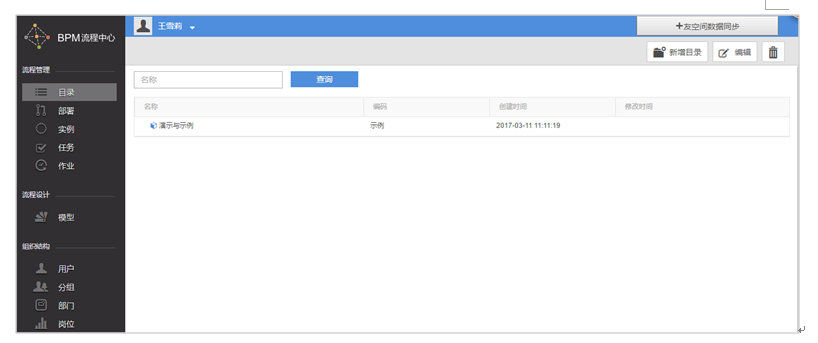 BPM流程中心
王雪莉
+友空间数据同步
新增目录
编辑
流程管理
目录
部署
实例
任务
作业
流程设计
模型
组织结构
用户
分组
部门
岗位
名称
查询
名称 编码 创建时间 修改时间
演示与示例 示例 2017-03-11 11:11:19